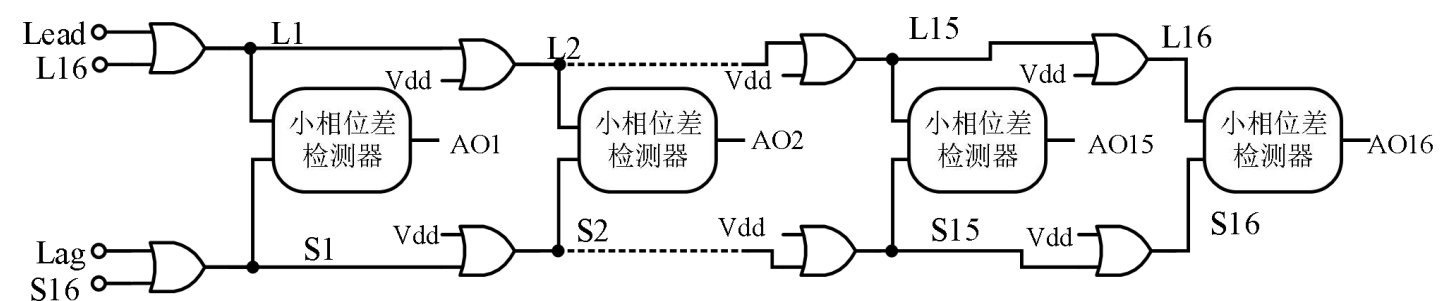 Lead
L16
L1
Vdd
L2
Vdd
L15
Vdd
L16
小相位差
检测器
AO1
小相位差
检测器
AO2
小相位差
检测器
AO15
小相位差
检测器
AO16
Lag
S16
S1
Vdd
S2
Vdd
S15
Vdd
S16